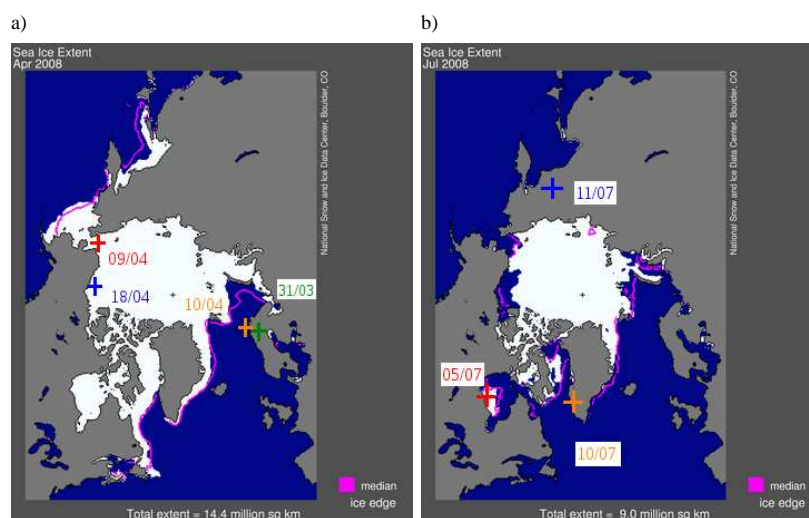 a)
b)
Sea Ice Extent
Apr 2008
National Snow and Ice Data Center, Boulder, CO
09/04
18/04
10/04
31/03
median
ice edge
Total extent = 14.4 million sq km
Sea Ice Extent
Jul 2008
National Snow and Ice Data Center, Boulder, CO
11/07
05/07
10/07
median
ice edge
Total extent = 9.0 million sq km